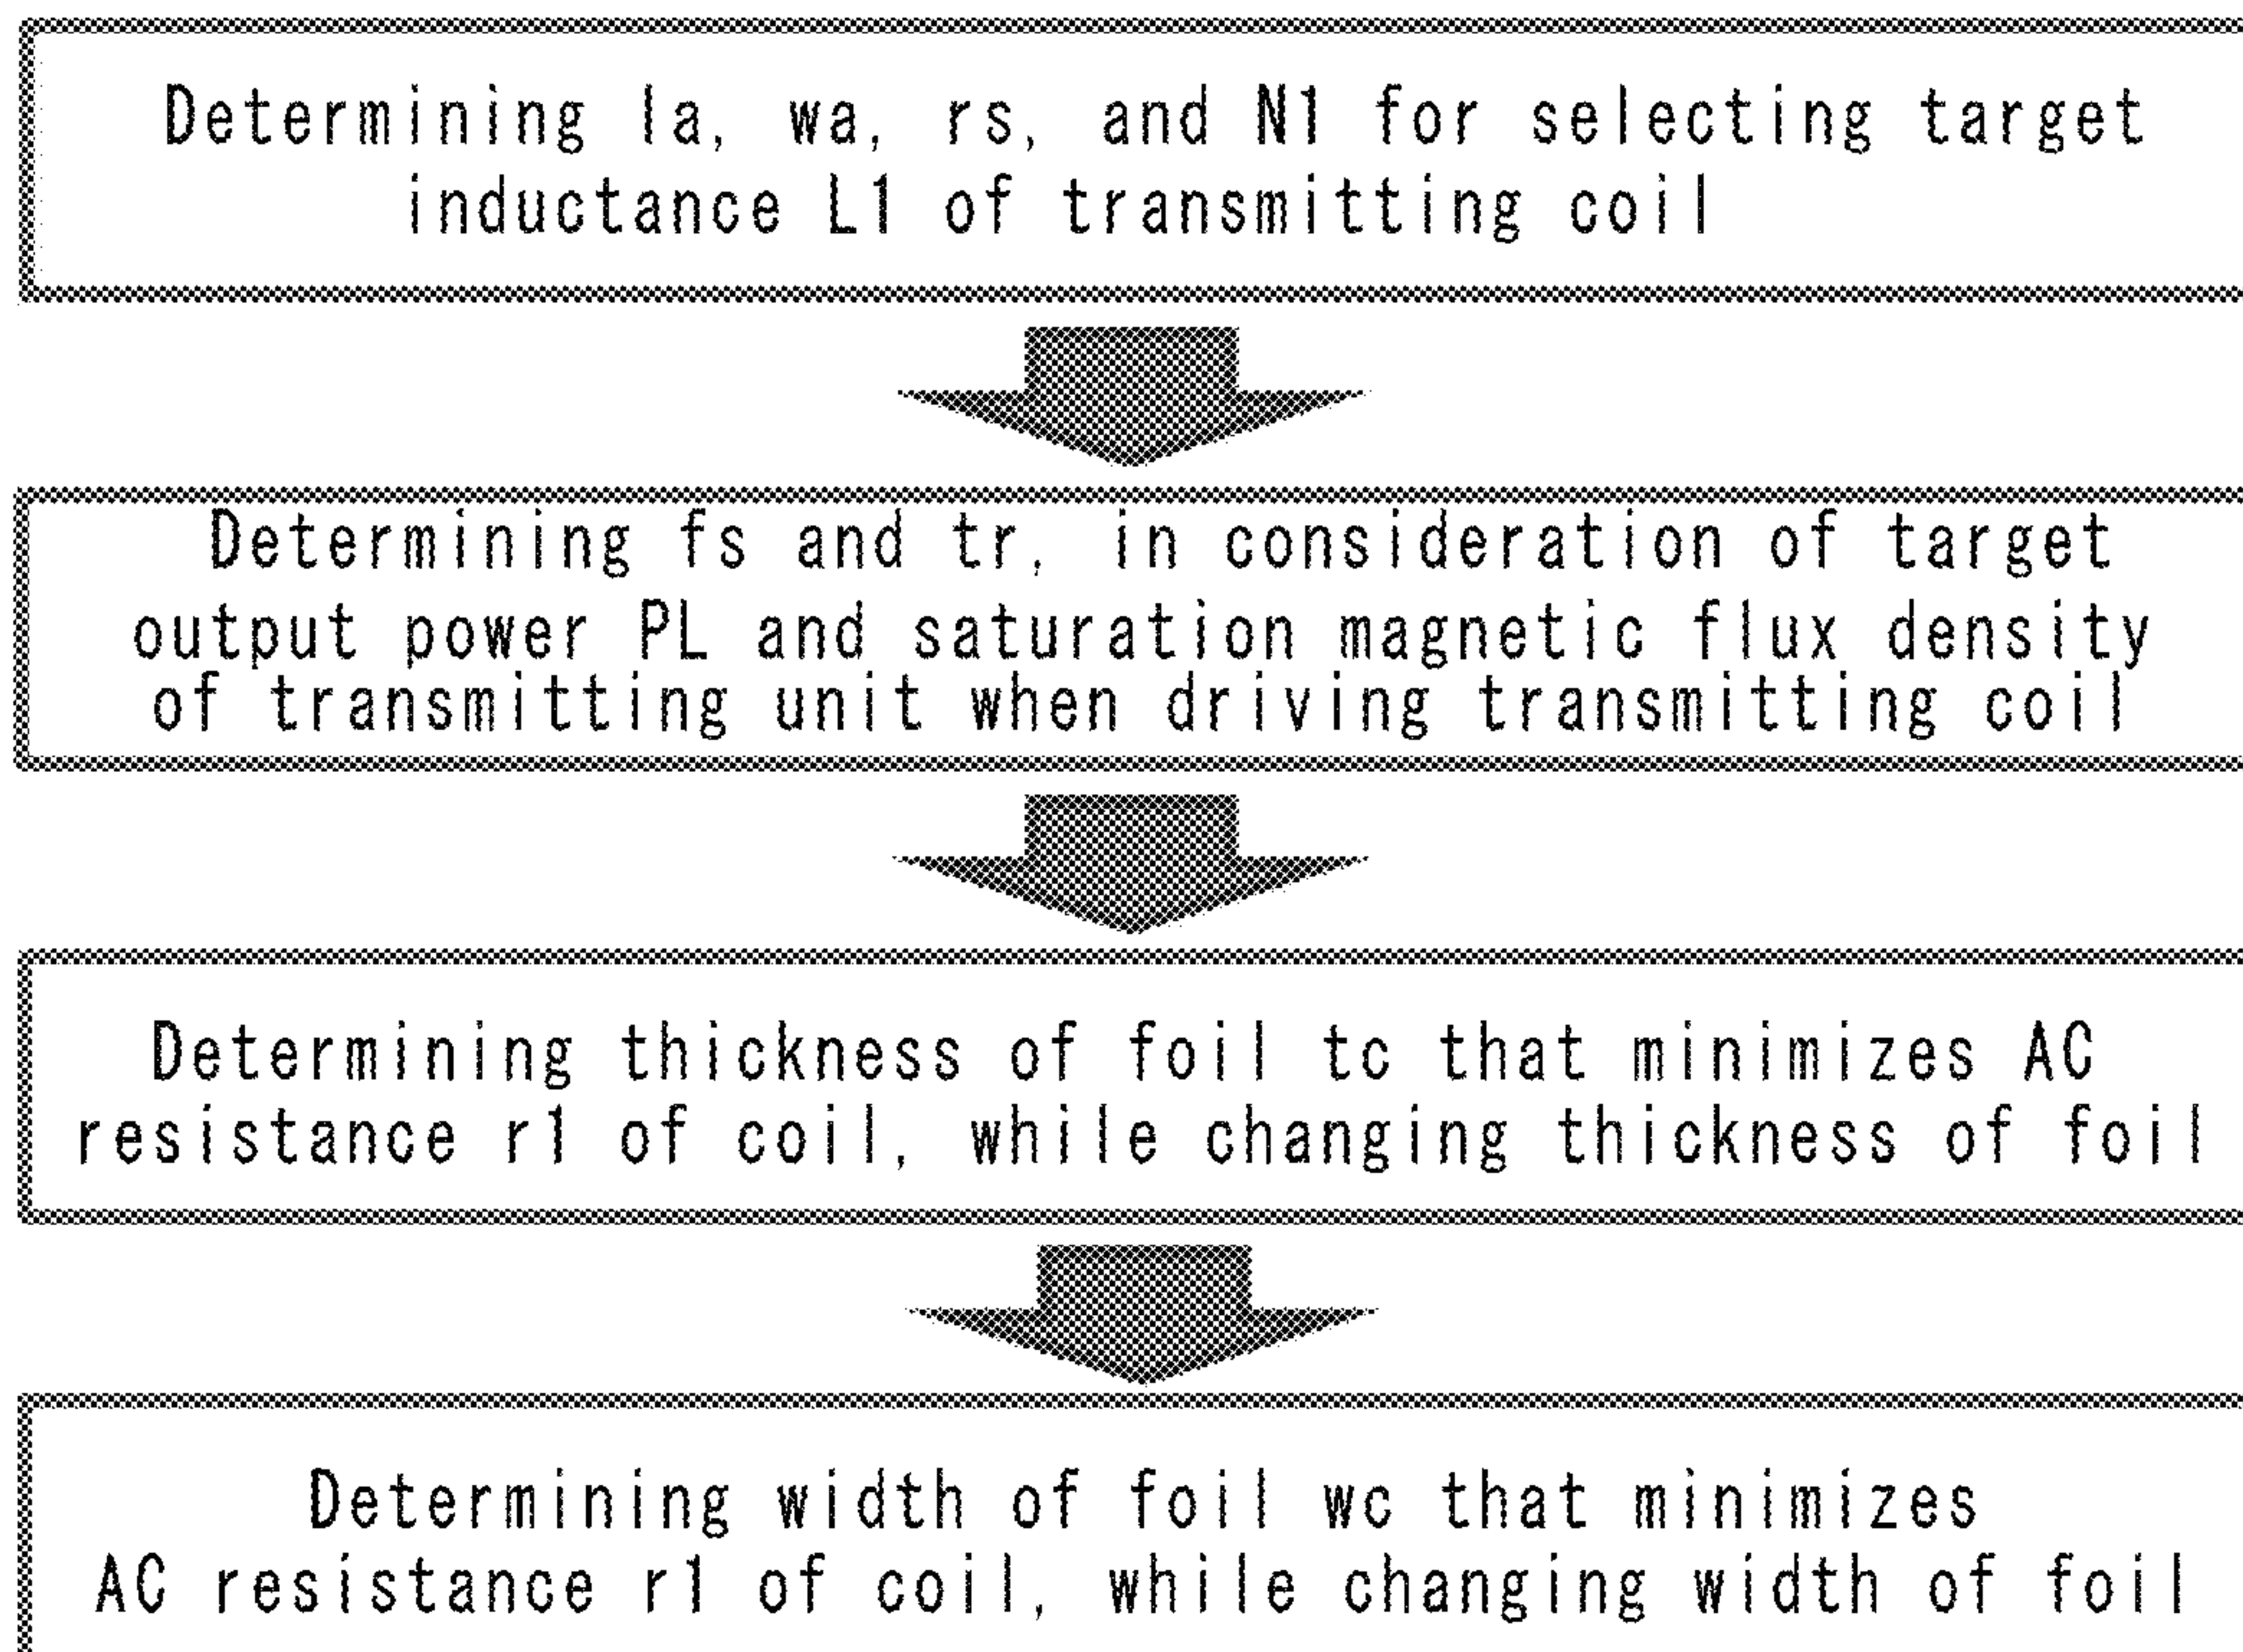 Determining la, wa, rs, and N1 for selecting target
inductance L1 of transmitting coil
Determining fs and tr, in consideration of target
output power PL and saturation magnetic flux density
of transmitting unit when driving transmitting coil
Determining thickness of foil tc that minimizes AC
resistance r1 of coil, while changing thickness of foil
Determining width of foil wc that minimizes
AC resistance r1 of coil, while changing width of foil